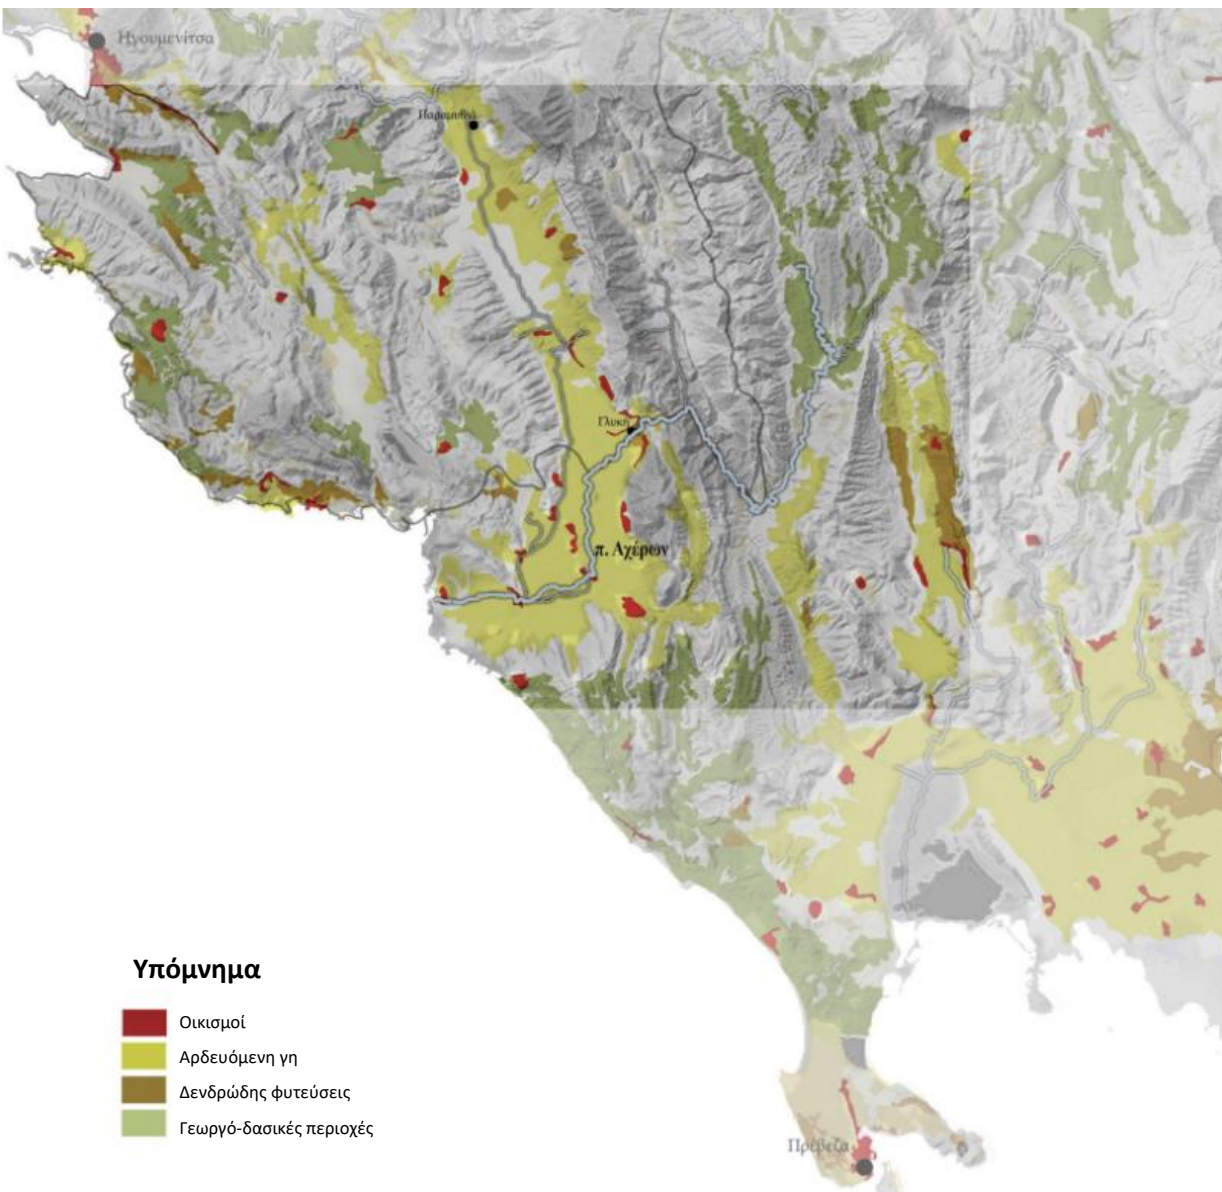 Ηγουμενίτσα
Παραμυθιά
Γλυκή
π. Αχέρων
Πρέβεζα
Υπόμνημα
Οικισμοί
Αρδευόμενη γη
Δενδρώδης φυτεύσεις
Γεωργό-δασικές περιοχές